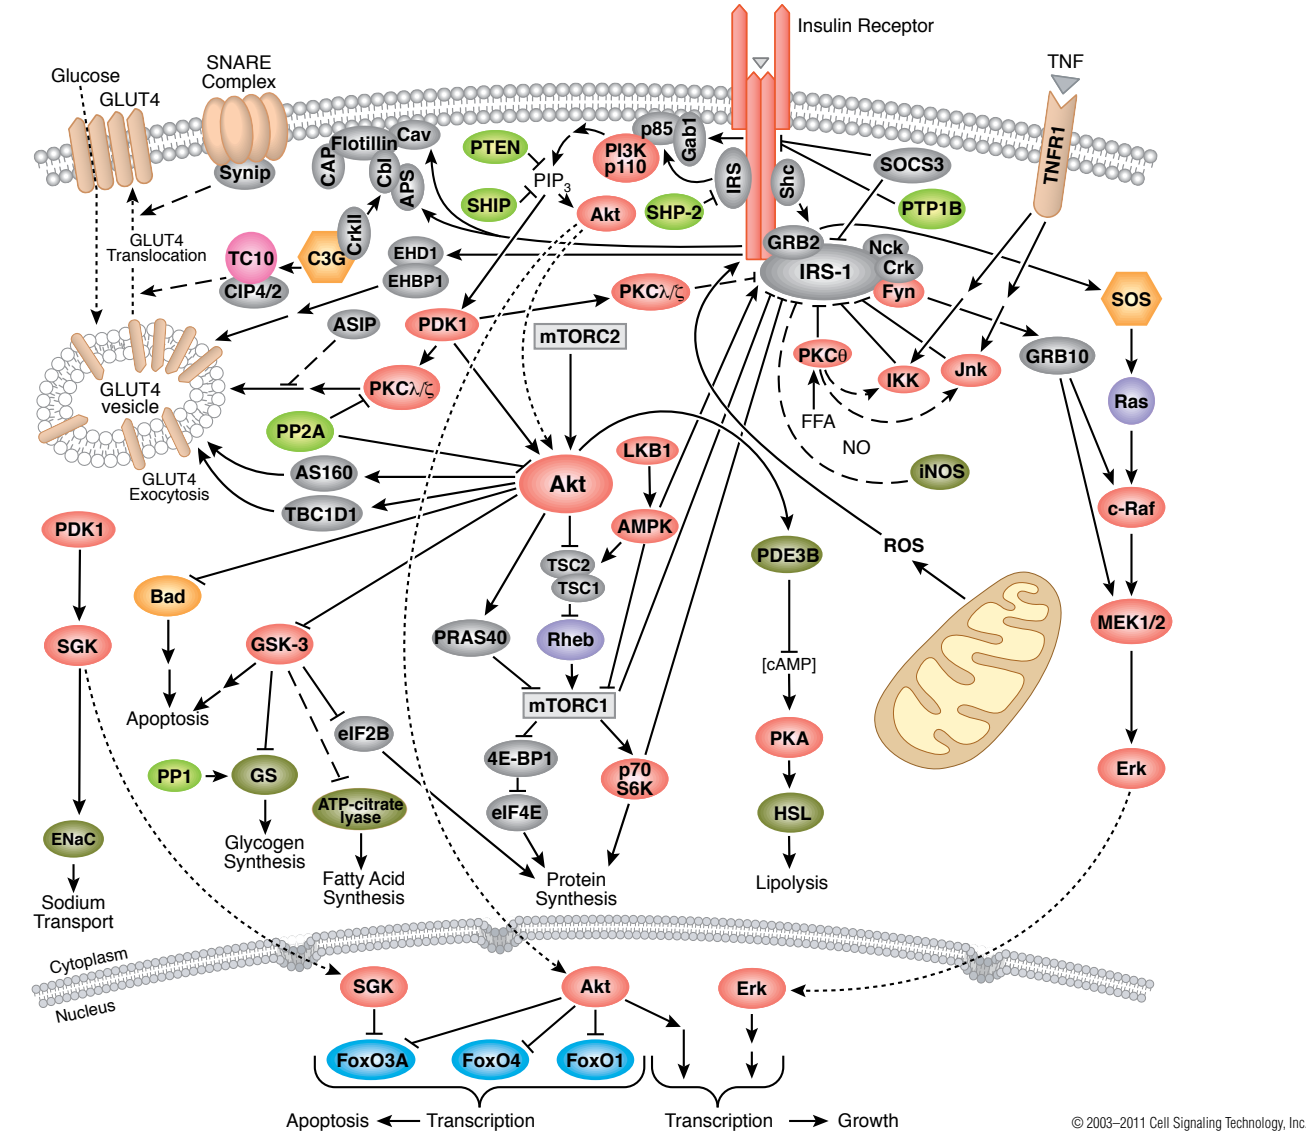 Insulin Receptor
TNF
Glucose
SNARE
Complex
GLUT4
Synip
CAP
Flotillin
Cav
Cbl
APS
CrkII
PTEN
PIP3
SHIP
p85
Gab1
PI3K
p110
Akt
SHP-2
IRS
Shc
SOCS3
PTP1B
TNFR1
GLUT4
Translocation
TC10
CIP4/2
C3G
EHD1
EHBP1
GRB2
IRS-1
Nck
Crk
Fyn
SOS
ASIP
PDK1
PKCλ/ζ
mTORC2
PKCθ
IKK
Jnk
GRB10
FFA
NO
iNOS
Ras
GLUT4
vesicle
PKCλ/ζ
PP2A
GLUT4
Exocytosis
AS160
TBC1D1
Akt
LKB1
AMPK
c-Raf
PDK1
TSC2
TSC1
PDE3B
ROS
Bad
SGK
GSK-3
PRAS40
Rheb
MEK1/2
[cAMP]
Apoptosis
eIF2B
mTORC1
PKA
PP1
GS
4E-BP1
p70
S6K
Erk
ATP-citrate
lyase
eIF4E
HSL
ENaC
Glycogen
Synthesis
Fatty Acid
Synthesis
Protein
Synthesis
Lipolysis
Sodium
Transport
Cytoplasm
Nucleus
SGK
Akt
Erk
FoxO3A
FoxO4
FoxO1
Apoptosis
Transcription
Transcription
Growth
© 2003–2011 Cell Signaling Technology, Inc.